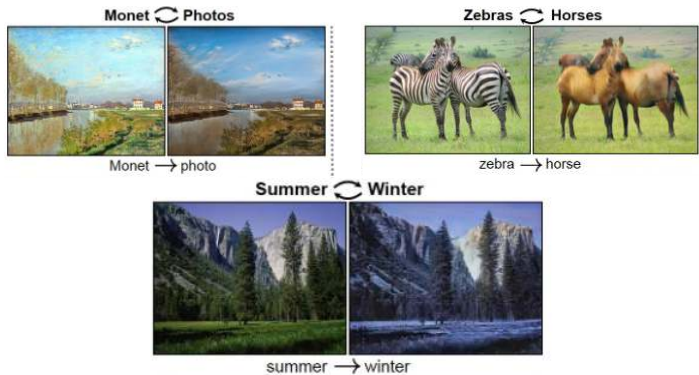 Monet ⇄ Photos
Monet → photo
Zebras ⇄ Horses
zebra → horse
Summer ⇄ Winter
summer → winter